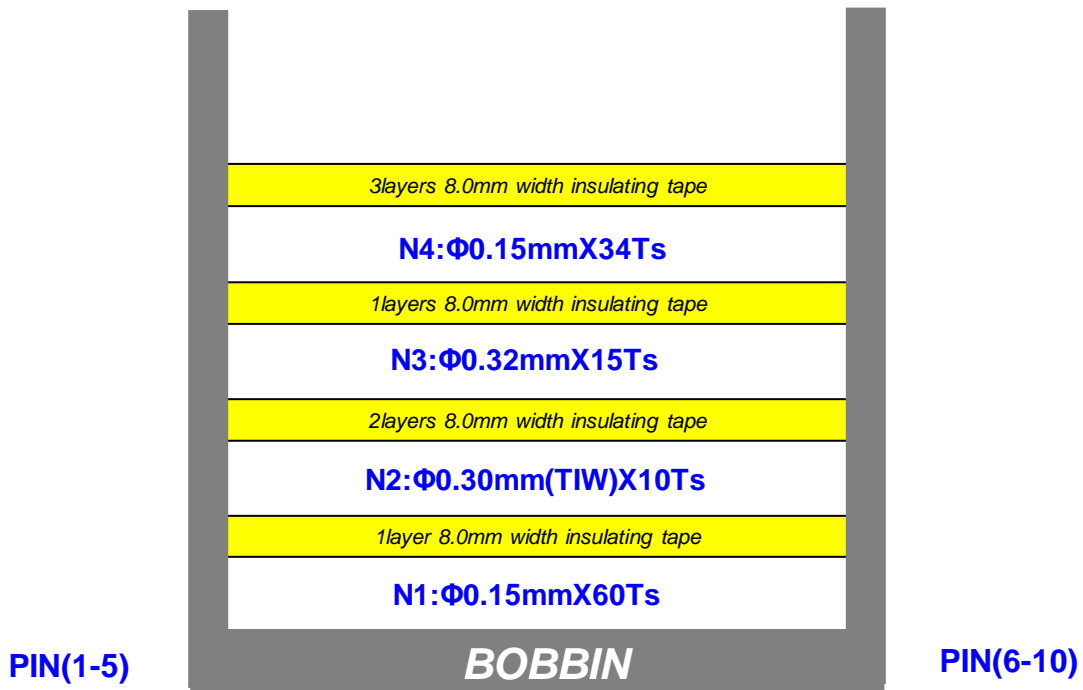 3layers 8.0mm width insulating tape
N4:Φ0.15mmX34Ts
1layers 8.0mm width insulating tape
N3:Φ0.32mmX15Ts
2layers 8.0mm width insulating tape
N2:Φ0.30mm(TIW)X10Ts
1layer 8.0mm width insulating tape
N1:Φ0.15mmX60Ts
PIN(1-5)
BOBBIN
PIN(6-10)